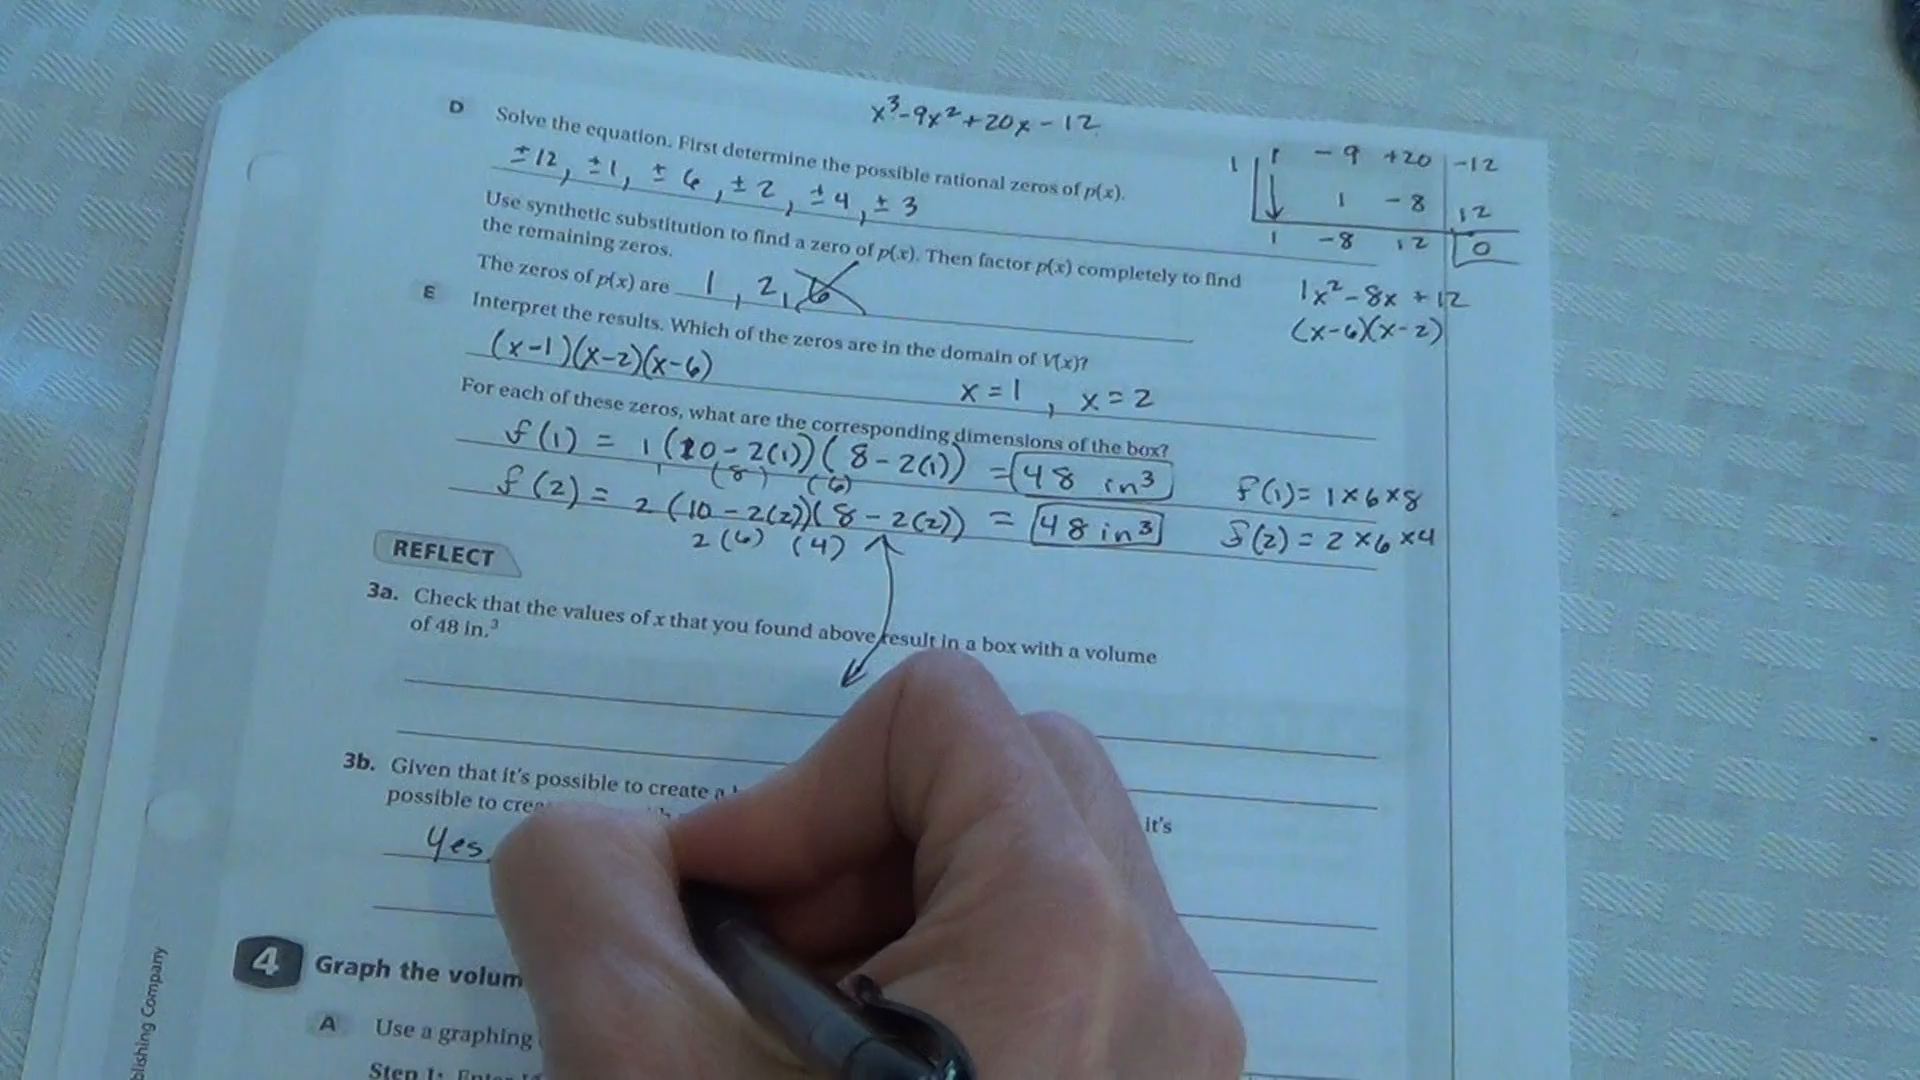 x³-9x²+20x-12
D Solve the equation. First determine the possible rational zeros of p(x).
±12, ±1, ±6, ±2, ±4, ±3
1 1 -9 +20 -12
1 -8 12
1 -8 12 0
Use synthetic substitution to find a zero of p(x). Then factor p(x) completely to find
the remaining zeros.
1x²-8x+12
(x-6)(x-2)
The zeros of p(x) are 1, 2, 6
E Interpret the results. Which of the zeros are in the domain of V(x)?
(x-1)(x-2)(x-6) x=1, x=2
For each of these zeros, what are the corresponding dimensions of the box?
f(1) = 1(10-2(1))(8-2(1)) = 48 in³ f(1)= 1x6x8
1 (8) (6)
f(2) = 2(10-2(2))(8-2(2)) = 48 in³ f(2)= 2x6x4
2(6) (4)
REFLECT
3a. Check that the values of x that you found above result in a box with a volume
of 48 in.³
3b. Given that it's possible to create a it's
possible to
Yes
4 Graph the
A Use a graphing
Step 1:
Company